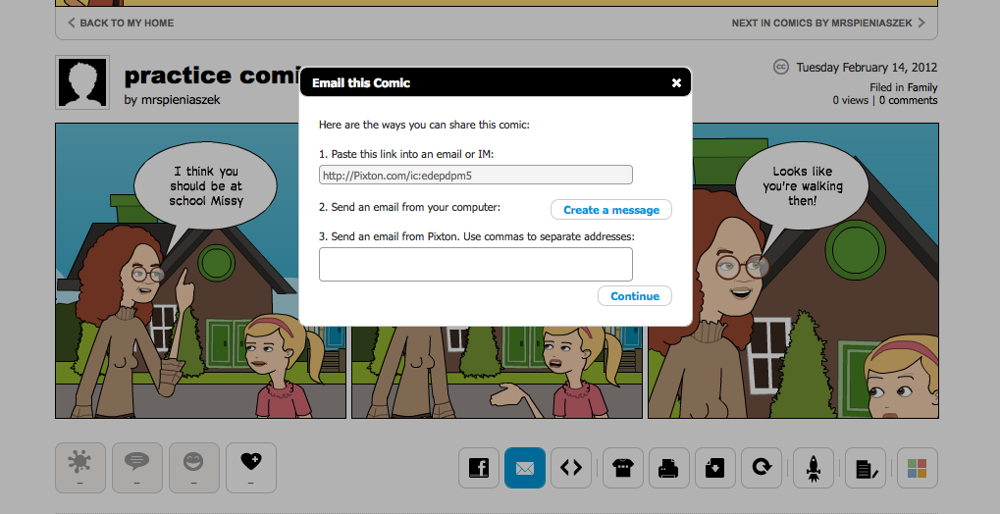 BACK TO MY HOME
NEXT IN COMICS BY MRSPIENIASZEK
practice comi
by mrspieniaszek
cc
Tuesday February 14, 2012
Filed in Family
0 views | 0 comments
Email this Comic
Here are the ways you can share this comic:
1. Paste this link into an email or IM:
http://Pixton.com/ic:edepdpm5
2. Send an email from your computer:
Create a message
3. Send an email from Pixton. Use commas to separate addresses:
Continue
I think you
should be at
school Missy
Looks like
you're walking
then!